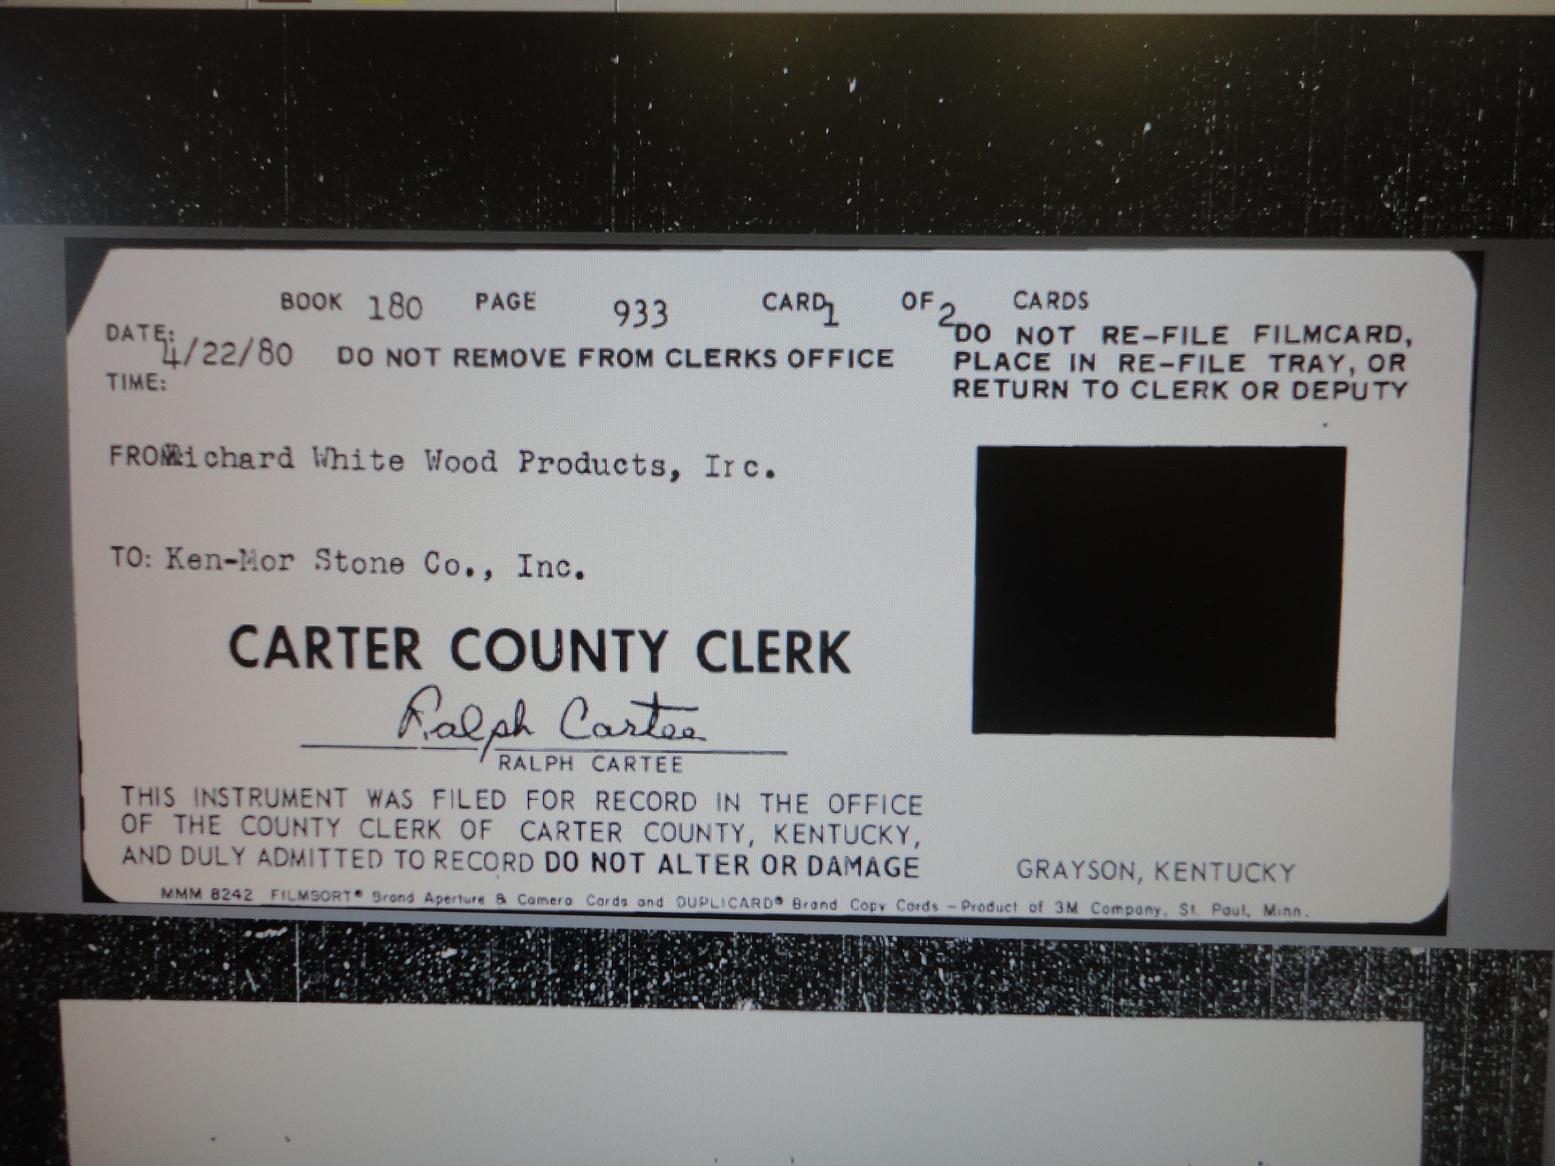 BOOK 180 PAGE 933 CARD 1 OF 2 CARDS
DATE: 4/22/80 DO NOT REMOVE FROM CLERKS OFFICE
TIME:
DO NOT RE-FILE FILMCARD,
PLACE IN RE-FILE TRAY, OR
RETURN TO CLERK OR DEPUTY
FROM Richard White Wood Products, Irc.
TO: Ken-Mor Stone Co., Inc.
CARTER COUNTY CLERK
Ralph Cartee
RALPH CARTEE
THIS INSTRUMENT WAS FILED FOR RECORD IN THE OFFICE
OF THE COUNTY CLERK OF CARTER COUNTY, KENTUCKY,
AND DULY ADMITTED TO RECORD DO NOT ALTER OR DAMAGE
GRAYSON, KENTUCKY
MMM 8242 FILMSORT® Brand Aperture & Camera Cards and DUPLICARD® Brand Copy Cards – Product of 3M Company, St. Paul, Minn.